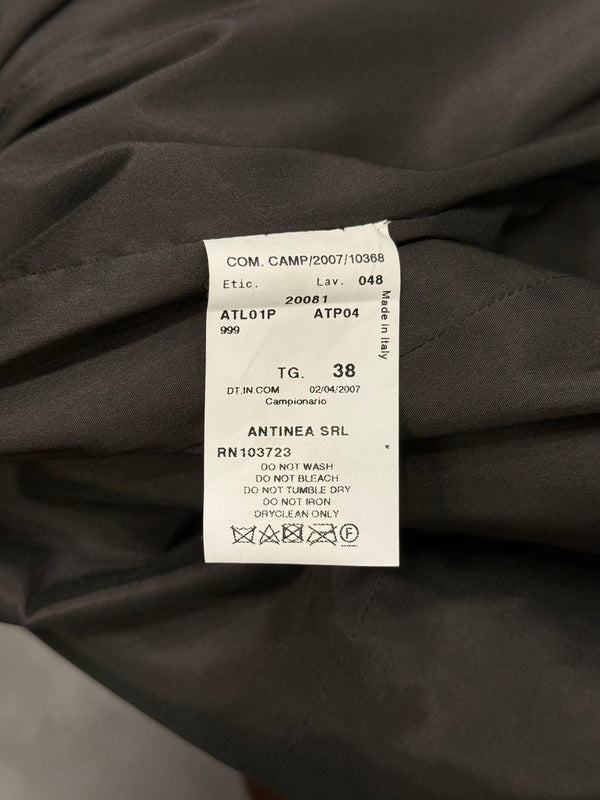 COM. CAMP/2007/10368
Etic. Lav. 048
20081
ATL01P ATP04
999
Made in Italy
TG. 38
DT.IN.COM 02/04/2007
Campionario
ANTINEA SRL
RN103723 *
DO NOT WASH
DO NOT BLEACH
DO NOT TUMBLE DRY
DO NOT IRON
DRYCLEAN ONLY
F